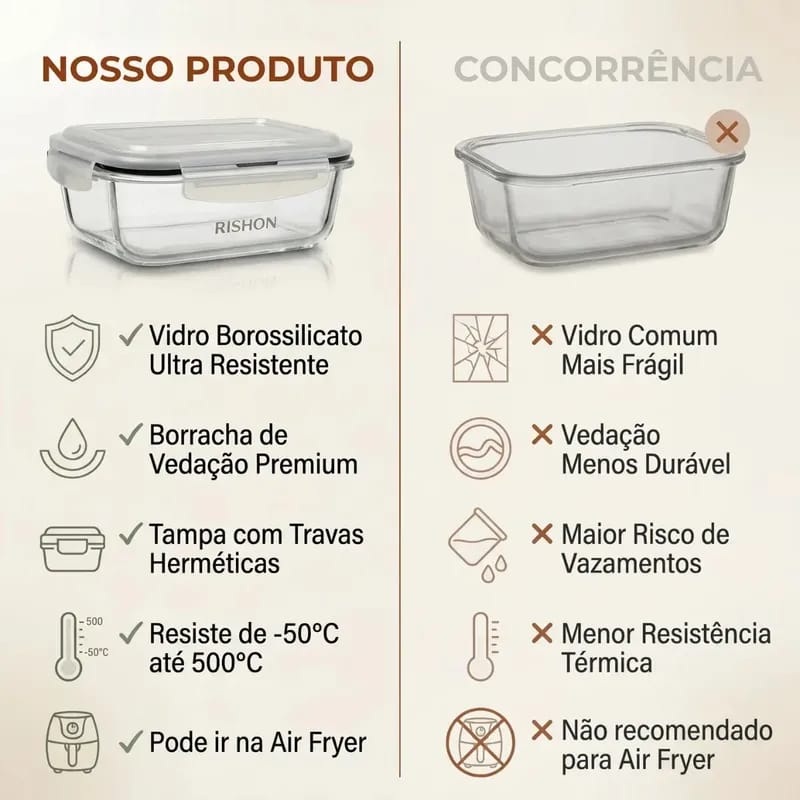 NOSSO PRODUTO
RISHON
Vidro Borossilicato
Ultra Resistente
Borracha de
Vedação Premium
Tampa com Travas
Herméticas
500
-50°C
Resiste de -50°C
até 500°C
Pode ir na Air Fryer
CONCORRÊNCIA
Vidro Comum
Mais Frágil
Vedação
Menos Durável
Maior Risco de
Vazamentos
Menor Resistência
Térmica
Não recomendado
para Air Fryer